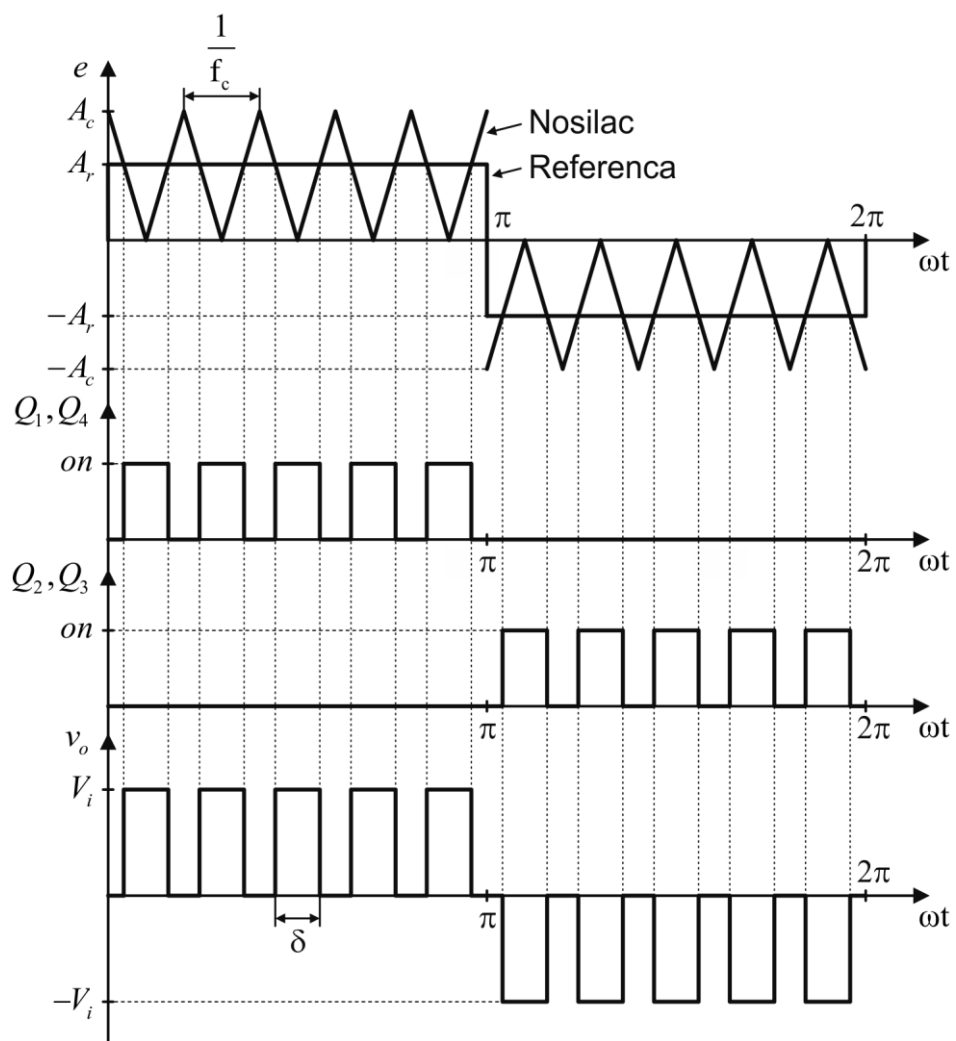 1
f_c
e
A_c
Nosilac
A_r
Referenca
π
2π
ωt
−A_r
−A_c
Q_1, Q_4
on
π
2π
ωt
Q_2, Q_3
on
π
2π
ωt
v_o
V_i
2π
π
ωt
δ
−V_i